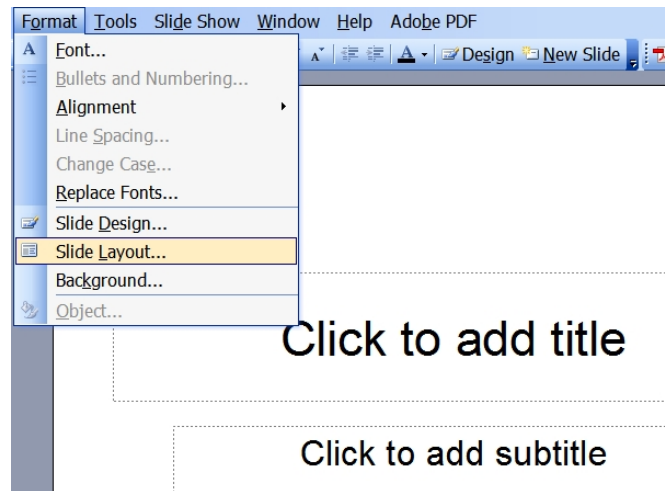 Format Tools Slide Show Window Help Adobe PDF
A A Design New Slide
A Font...
Bullets and Numbering...
Alignment
Line Spacing...
Change Case...
Replace Fonts...
Slide Design...
Slide Layout...
Background...
Object...
Click to add title
Click to add subtitle